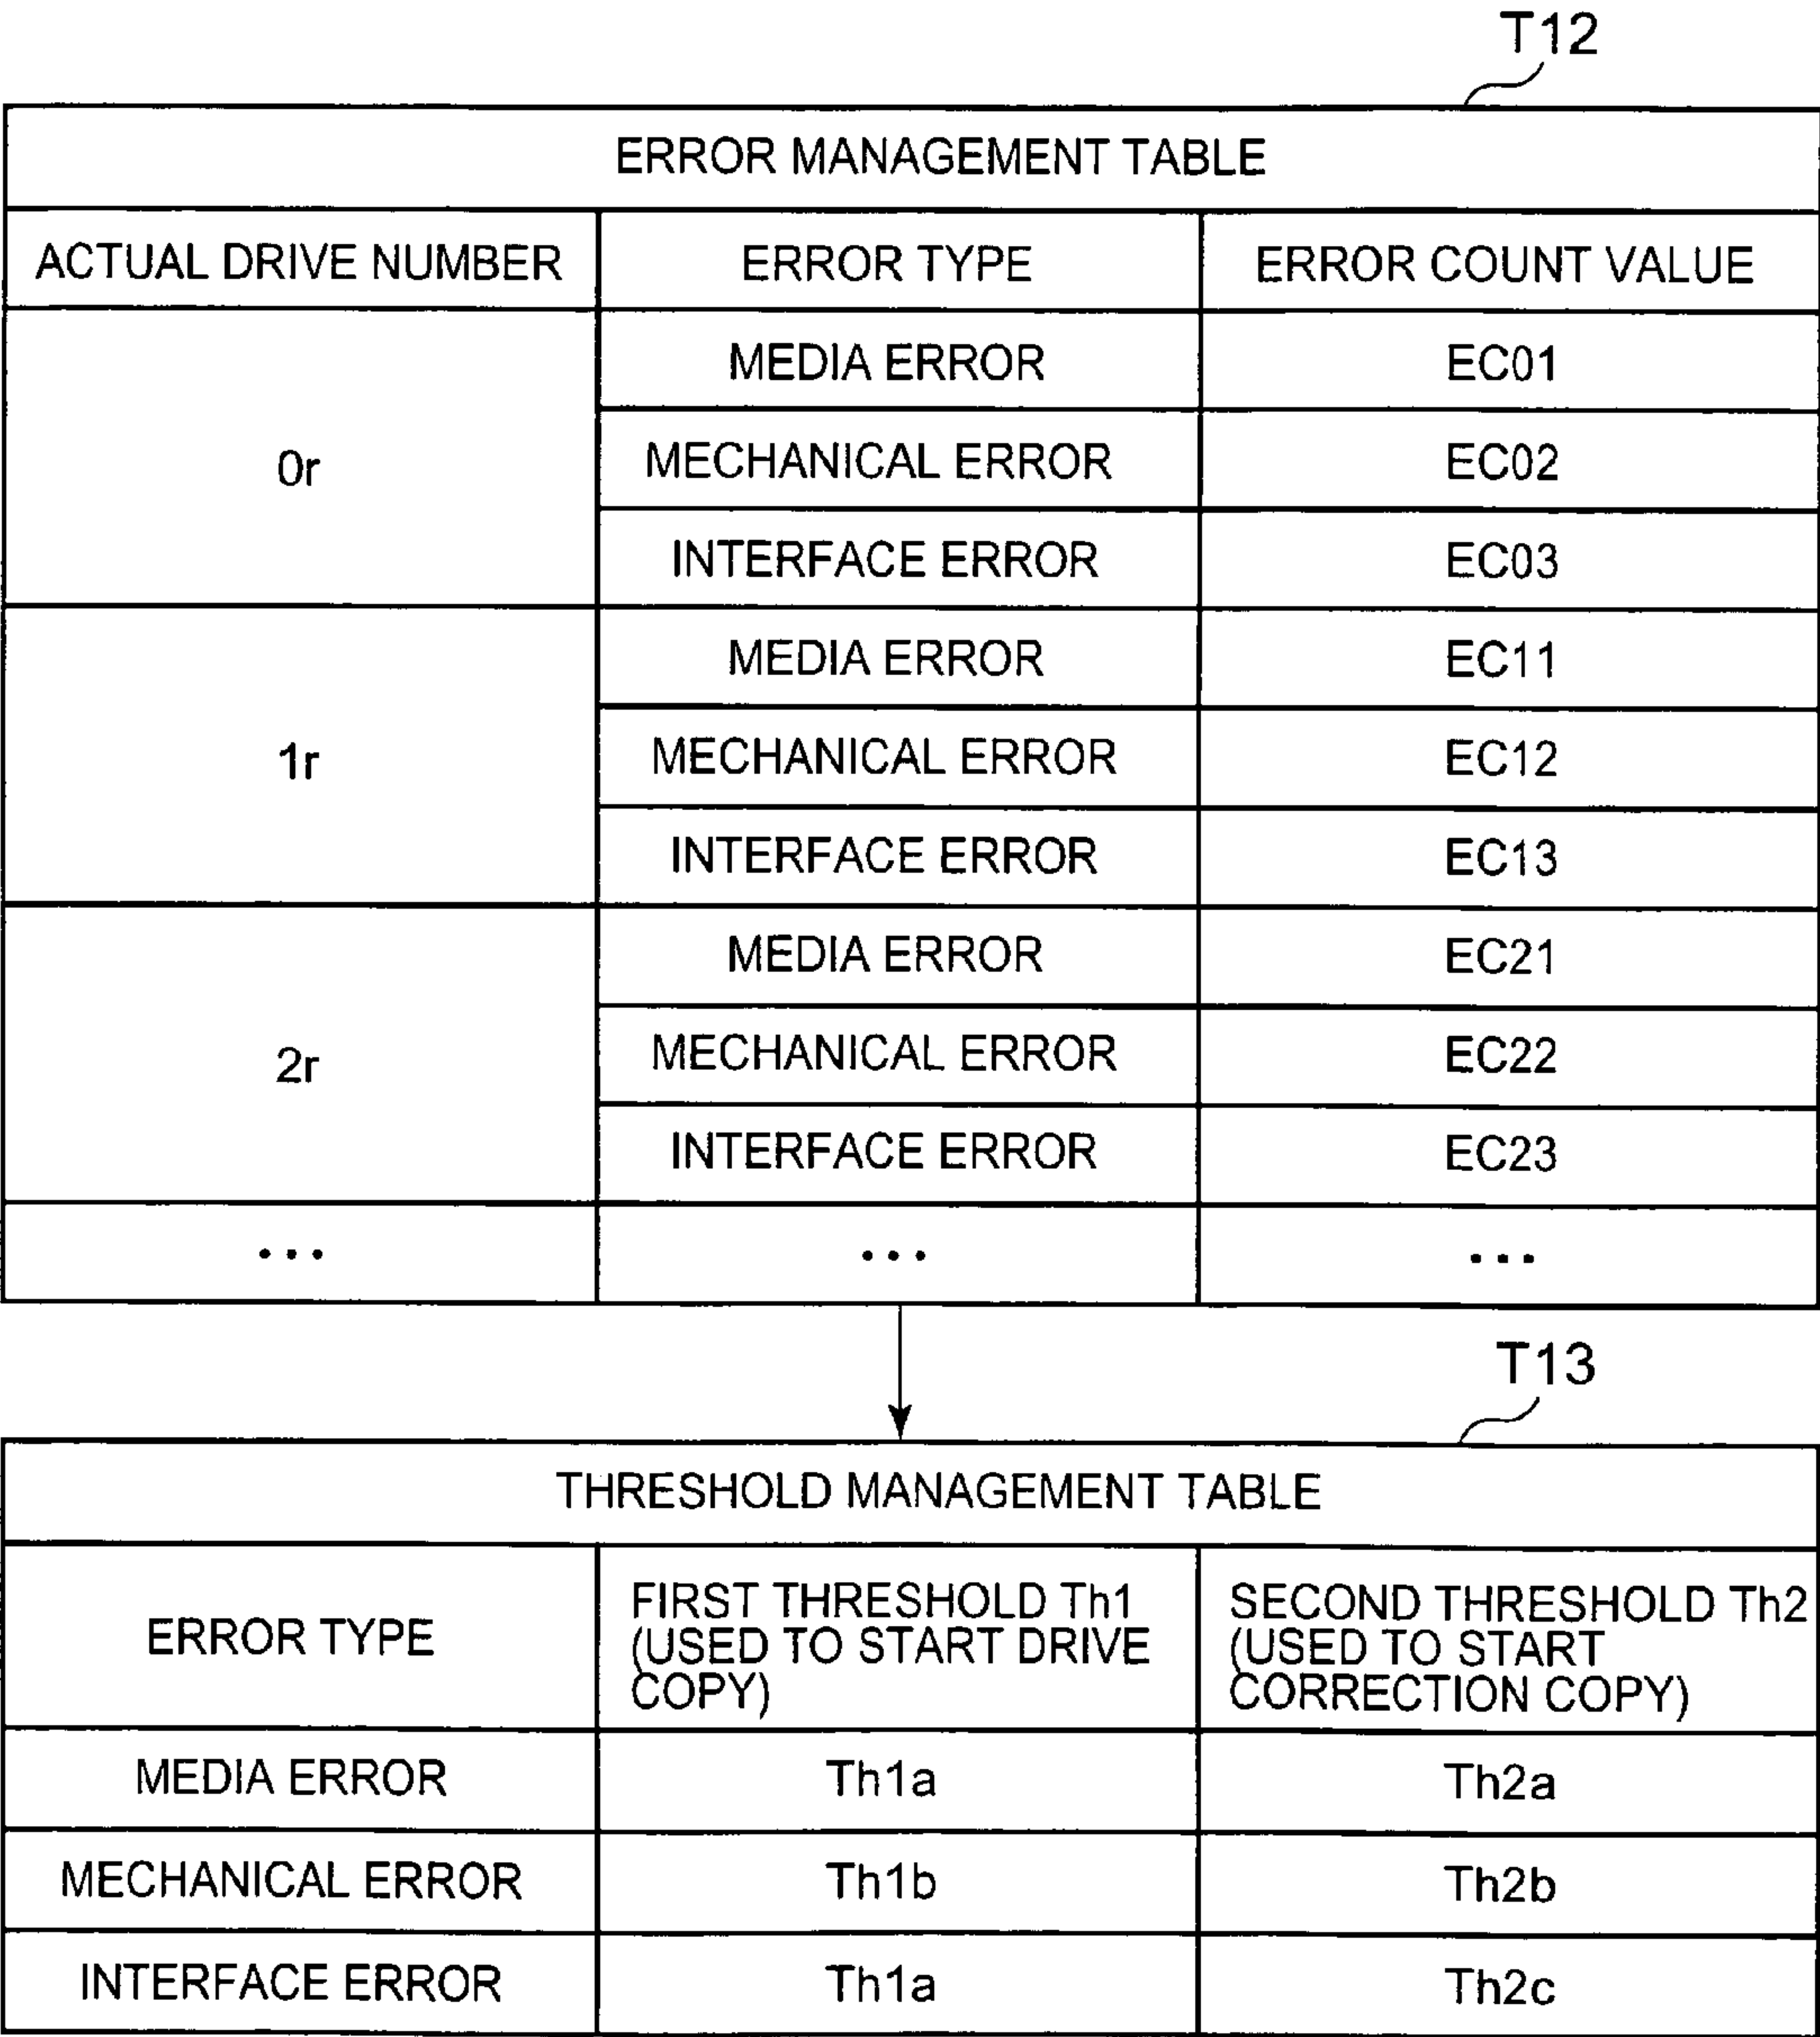 T12
ERROR MANAGEMENT TABLE
ACTUAL DRIVE NUMBER ERROR TYPE ERROR COUNT VALUE
0r
MEDIA ERROR EC01
MECHANICAL ERROR EC02
INTERFACE ERROR EC03
1r
MEDIA ERROR EC11
MECHANICAL ERROR EC12
INTERFACE ERROR EC13
2r
MEDIA ERROR EC21
MECHANICAL ERROR EC22
INTERFACE ERROR EC23
... ... ...
T13
THRESHOLD MANAGEMENT TABLE
ERROR TYPE
FIRST THRESHOLD Th1
(USED TO START DRIVE
COPY)
SECOND THRESHOLD Th2
(USED TO START
CORRECTION COPY)
MEDIA ERROR Th1a Th2a
MECHANICAL ERROR Th1b Th2b
INTERFACE ERROR Th1a Th2c